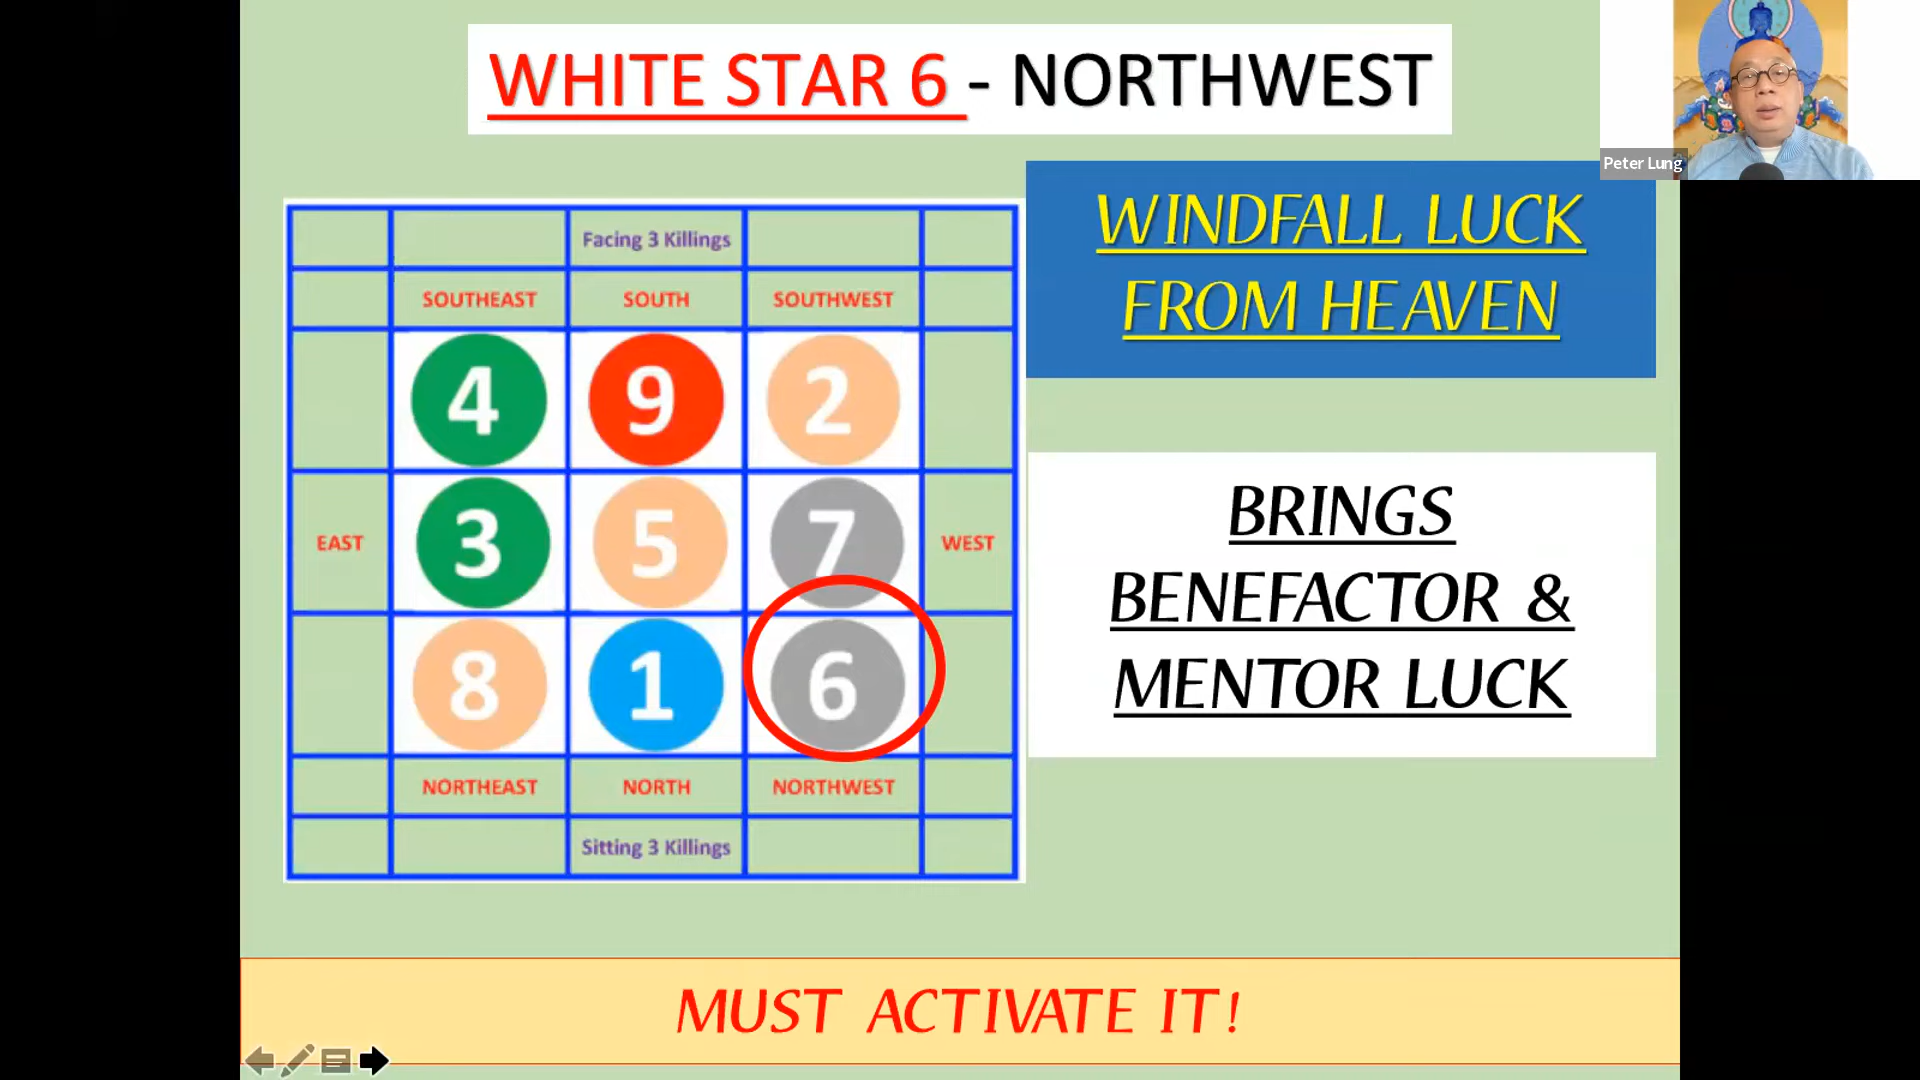 WHITE STAR 6 - NORTHWEST
Peter Lung
WINDFALL LUCK
FROM HEAVEN
Facing 3 Killings
SOUTHEAST SOUTH SOUTHWEST
4 9 2
EAST 3 5 7 WEST
8 1 6
NORTHEAST NORTH NORTHWEST
Sitting 3 Killings
BRINGS
BENEFACTOR &
MENTOR LUCK
MUST ACTIVATE IT!